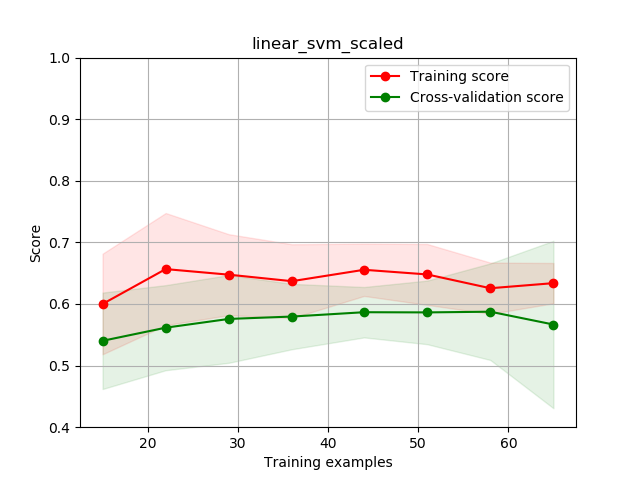 linear_svm_scaled
Training score
Cross-validation score
1.0
0.9
0.8
0.7
0.6
0.5
0.4
Score
20 30 40 50 60
Training examples